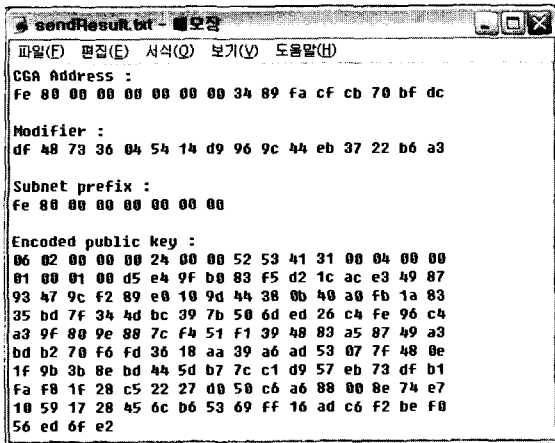 sendResult.txt - 메모장
파일(F) 편집(E) 서식(O) 보기(V) 도움말(H)
CGA Address :
fe 80 00 00 00 00 00 00 34 89 fa cf cb 70 bf dc
Modifier :
df 48 73 36 04 54 14 d9 96 9c 44 eb 37 22 b6 a3
Subnet prefix :
fe 80 00 00 00 00 00 00
Encoded public key :
06 02 00 00 00 24 00 00 52 53 41 31 00 04 00 00
01 00 01 00 d5 e4 9f b0 83 f5 d2 1c ac e3 49 87
93 47 9c f2 89 e0 10 9d 44 38 0b 40 a0 fb 1a 83
35 bd 7f 34 4d bc 39 7b 50 6d ed 26 c4 fe 96 c4
a3 9f 80 9e 88 7c f4 51 f1 39 48 83 a5 87 49 a3
bd b2 70 f6 fd 36 18 aa 39 a6 ad 53 07 7f 48 0e
1f 9b 3b 8e bd 44 5d b7 7c c1 d9 57 eb 73 df b1
fa f8 1f 28 c5 22 27 d0 50 c6 a6 88 00 8e 74 e7
10 59 17 28 45 6c b6 53 69 ff 16 ad c6 f2 be f0
56 ed 6f e2